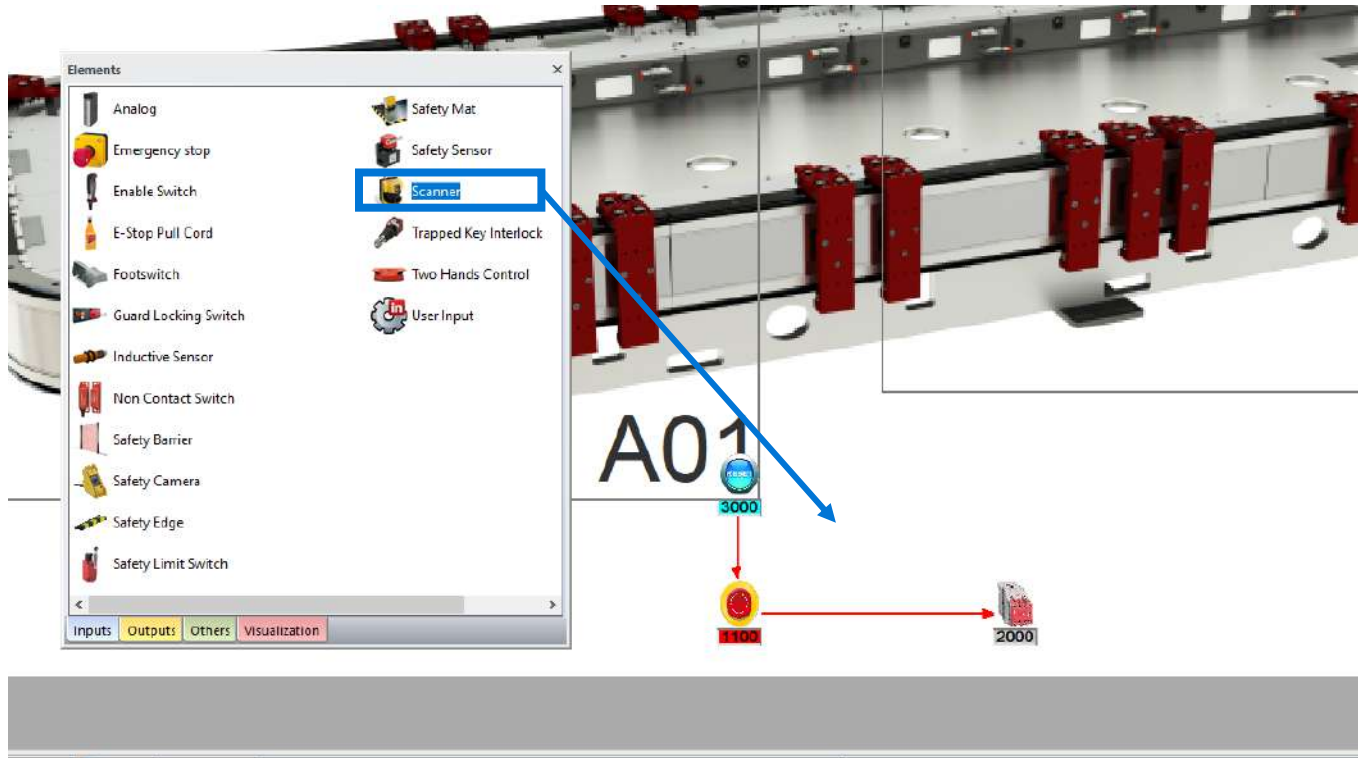 Elements
Analog
Emergency stop
Enable Switch
E-Stop Pull Cord
Footswitch
Guard Locking Switch
Inductive Sensor
Non Contact Switch
Safety Barrier
Safety Camera
Safety Edge
Safety Limit Switch
Safety Mat
Safety Sensor
Scanner
Trapped Key Interlock
Two Hands Control
in
User Input
Inputs Outputs Others Visualization
A01
3000
1100
2000